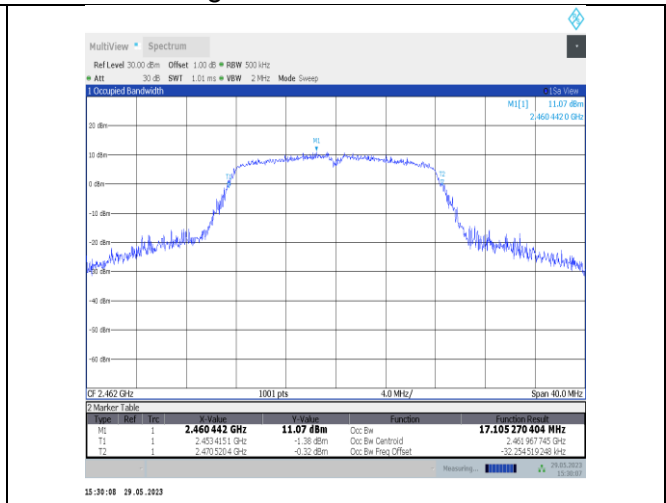 MultiView Spectrum
Ref Level 30.00 dBm Offset 1.00 dB RBW 500 kHz
Att 30 dB SWT 1.01 ms VBW 2 MHz Mode Sweep
1 Occupied Bandwidth 1Sa View
M1[1] 11.07 dBm
2.460 442 0 GHz
20 dBm
M1
10 dBm
T2
0 dBm
-10 dBm
-20 dBm
-30 dBm
-40 dBm
-50 dBm
-60 dBm
CF 2.462 GHz 1001 pts 4.0 MHz/ Span 40.0 MHz
2 Marker Table
Type Ref Trc X-Value Y-Value Function Function Result
M1 1 2.460 442 GHz 11.07 dBm Occ Bw 17.105 270 404 MHz
T1 1 2.453 415 1 GHz -1.38 dBm Occ Bw Centroid 2.461 967 745 GHz
T2 1 2.470 520 4 GHz -0.32 dBm Occ Bw Freq Offset -32.254 519 248 kHz
Measuring... 29.05.2023
15:30:07
15:30:08 29.05.2023